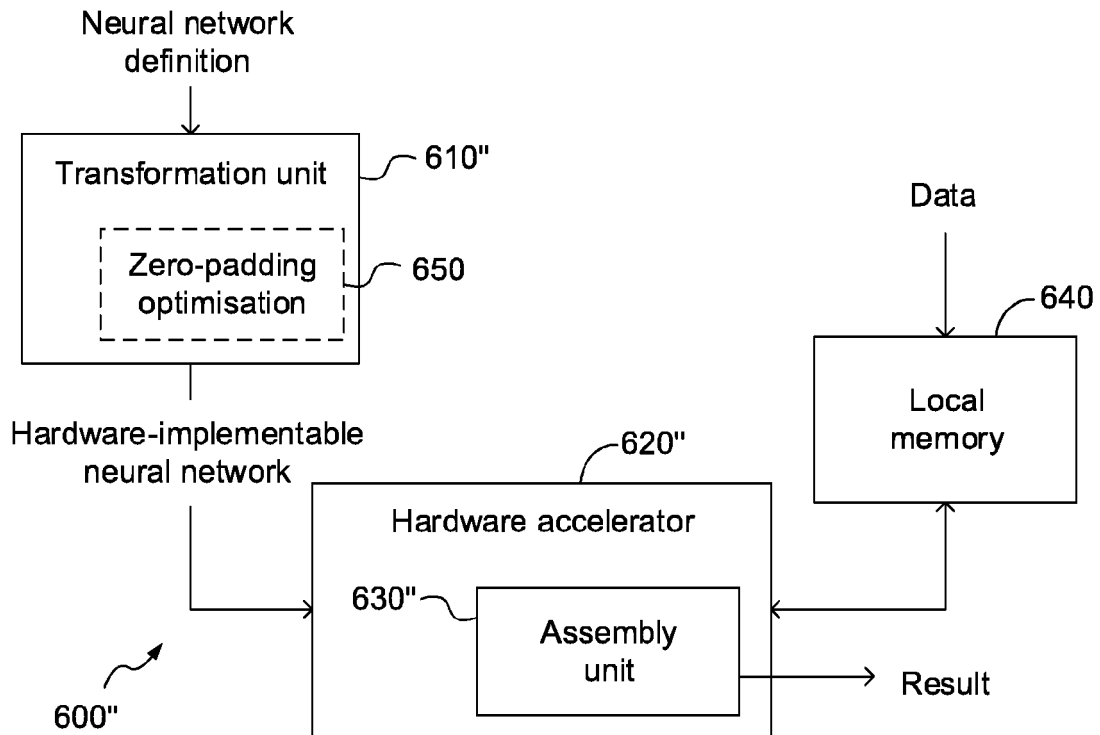 Neural network
definition
Transformation unit
610"
Zero-padding
optimisation
650
Data
640
Local
memory
Hardware-implementable
neural network
620"
Hardware accelerator
630"
Assembly
unit
Result
600"